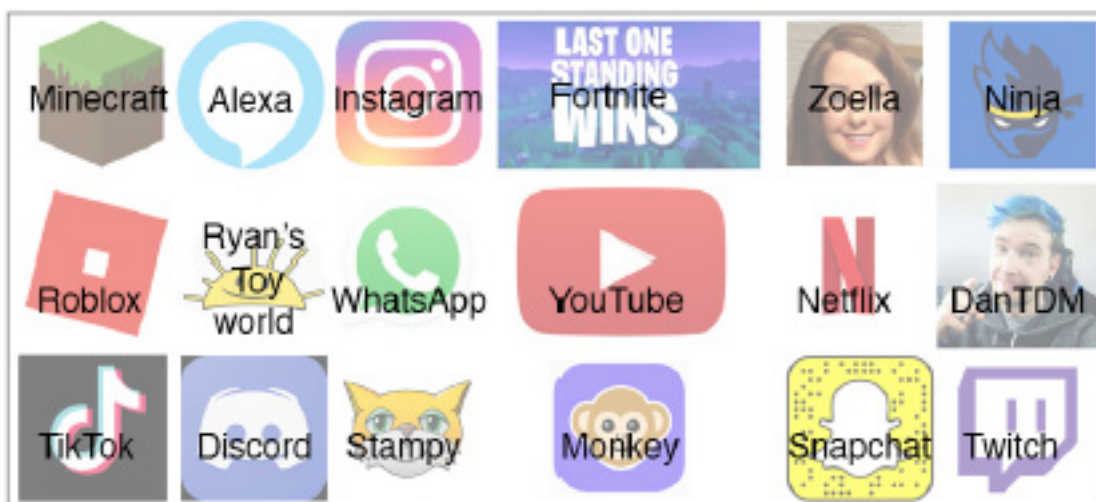 Minecraft
Alexa
Instagram
LAST ONE
STANDING
Fortnite
WINS
Zoella
Ninja
Roblox
Ryan's
Toy
world
WhatsApp
YouTube
Netflix
DanTDM
TikTok
Discord
Stampy
Monkey
Snapchat
Twitch